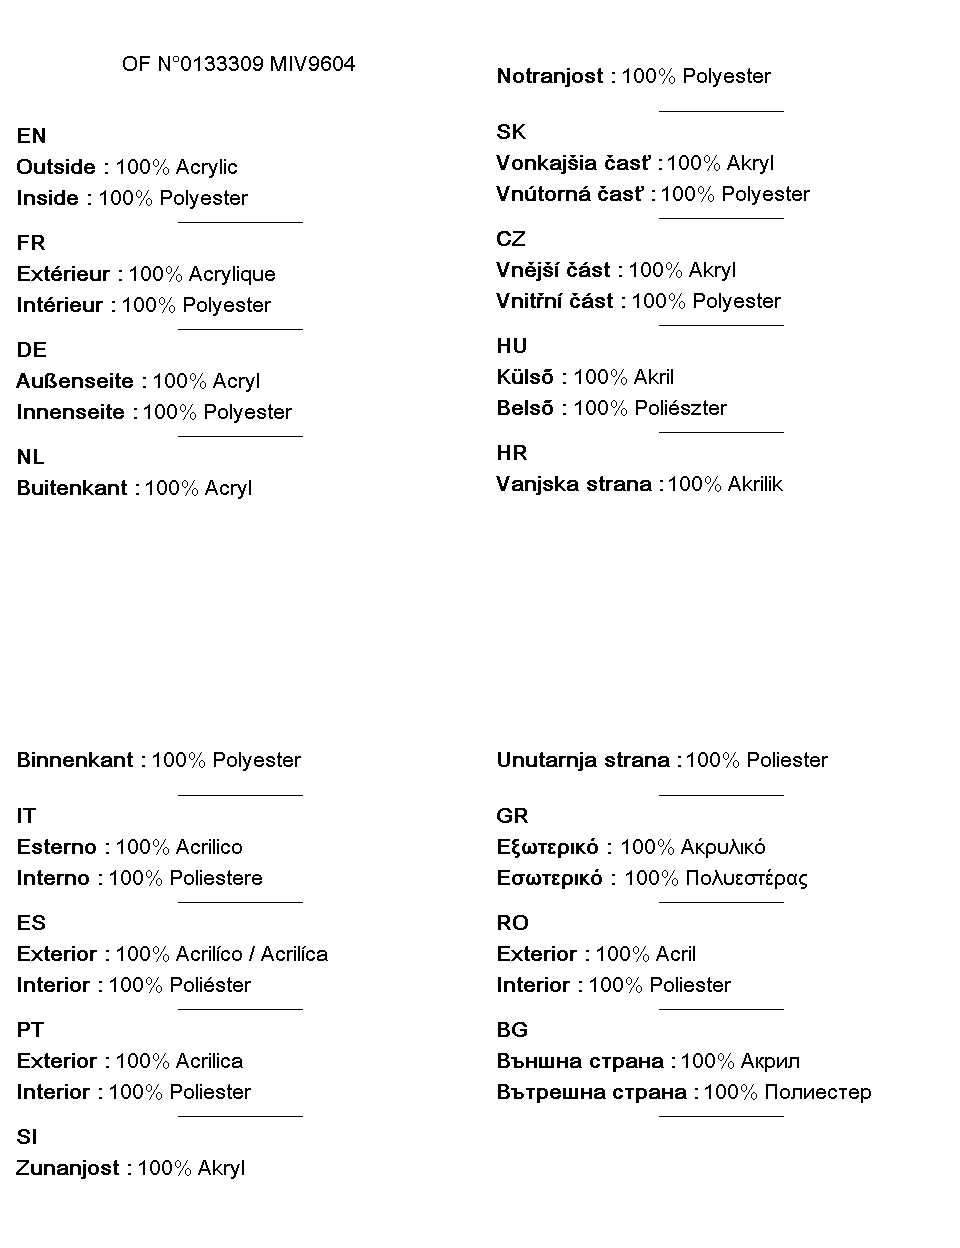 OF N°0133309 MIV9604
EN
Outside : 100% Acrylic
Inside : 100% Polyester
FR
Extérieur : 100% Acrylique
Intérieur : 100% Polyester
DE
Außenseite : 100% Acryl
Innenseite : 100% Polyester
NL
Buitenkant : 100% Acryl
Binnenkant : 100% Polyester
IT
Esterno : 100% Acrilico
Interno : 100% Poliestere
ES
Exterior : 100% Acrilíco / Acrilíca
Interior : 100% Poliéster
PT
Exterior : 100% Acrilica
Interior : 100% Poliester
SI
Zunanjost : 100% Akryl
Notranjost : 100% Polyester
SK
Vonkajšia časť : 100% Akryl
Vnútorná časť : 100% Polyester
CZ
Vnější část : 100% Akryl
Vnitřní část : 100% Polyester
HU
Külső : 100% Akril
Belső : 100% Poliészter
HR
Vanjska strana : 100% Akrilik
Unutarnja strana : 100% Poliester
GR
Εξωτερικό : 100% Ακρυλικό
Εσωτερικό : 100% Πολυεστέρας
RO
Exterior : 100% Acril
Interior : 100% Poliester
BG
Външна страна : 100% Акрил
Вътрешна страна : 100% Полиестер